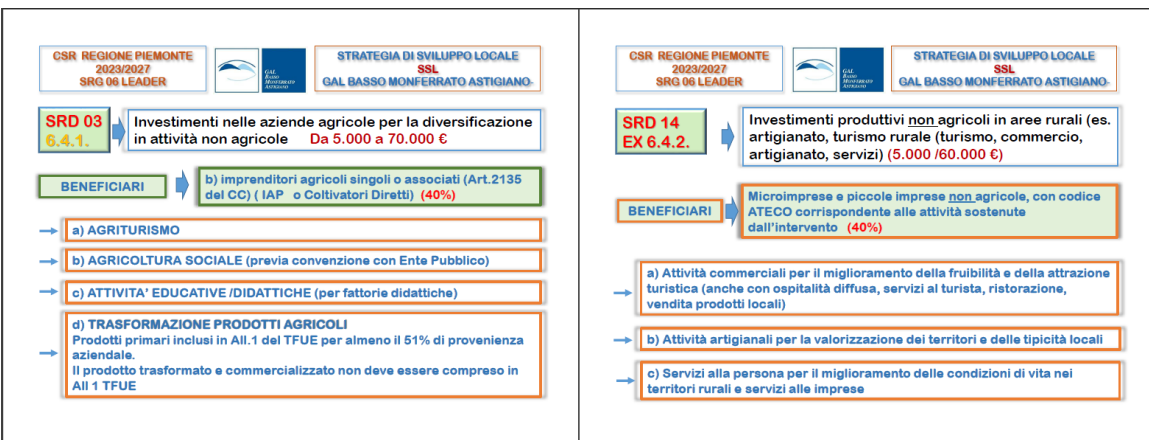 CSR REGIONE PIEMONTE
2023/2027
SRG 06 LEADER
GAL
BASSO
MONFERRATO
ASTIGIANO
STRATEGIA DI SVILUPPO LOCALE
SSL
GAL BASSO MONFERRATO ASTIGIANO
SRD 03
6.4.1.
Investimenti nelle aziende agricole per la diversificazione
in attività non agricole Da 5.000 a 70.000 €
BENEFICIARI
b) imprenditori agricoli singoli o associati (Art.2135
del CC) ( IAP o Coltivatori Diretti) (40%)
a) AGRITURISMO
b) AGRICOLTURA SOCIALE (previa convenzione con Ente Pubblico)
c) ATTIVITA' EDUCATIVE /DIDATTICHE (per fattorie didattiche)
d) TRASFORMAZIONE PRODOTTI AGRICOLI
Prodotti primari inclusi in All.1 del TFUE per almeno il 51% di provenienza
aziendale.
Il prodotto trasformato e commercializzato non deve essere compreso in
All 1 TFUE
CSR REGIONE PIEMONTE
2023/2027
SRG 06 LEADER
GAL
BASSO
MONFERRATO
ASTIGIANO
STRATEGIA DI SVILUPPO LOCALE
SSL
GAL BASSO MONFERRATO ASTIGIANO
SRD 14
EX 6.4.2.
Investimenti produttivi non agricoli in aree rurali (es.
artigianato, turismo rurale (turismo, commercio,
artigianato, servizi) (5.000 /60.000 €)
BENEFICIARI
Microimprese e piccole imprese non agricole, con codice
ATECO corrispondente alle attività sostenute
dall'intervento (40%)
a) Attività commerciali per il miglioramento della fruibilità e della attrazione
turistica (anche con ospitalità diffusa, servizi al turista, ristorazione,
vendita prodotti locali)
b) Attività artigianali per la valorizzazione dei territori e delle tipicità locali
c) Servizi alla persona per il miglioramento delle condizioni di vita nei
territori rurali e servizi alle imprese